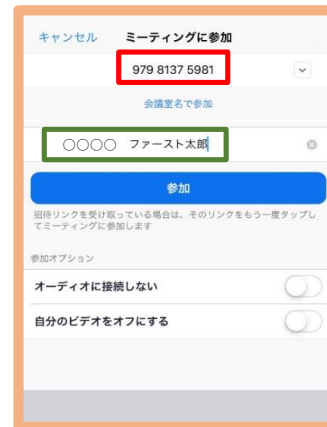 キャンセル ミーティングに参加
979 8137 5981
会議室名で参加
〇〇〇〇 ファースト太郎
参加
招待リンクを受け取っている場合は、そのリンクをもう一度タップし
てミーティングに参加します
参加オプション
オーディオに接続しない
自分のビデオをオフにする